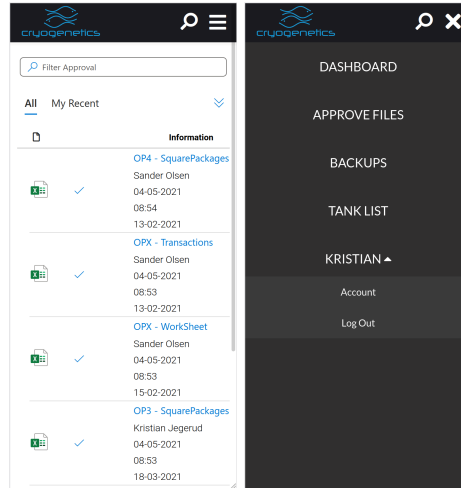 cryogenetics
Filter Approval
All My Recent
Information
OP4 - SquarePackages
Sander Olsen
04-05-2021
08:54
13-02-2021
OPX - Transactions
Sander Olsen
04-05-2021
08:53
13-02-2021
OPX - WorkSheet
Sander Olsen
04-05-2021
08:53
15-02-2021
OP3 - SquarePackages
Kristian Jegerud
04-05-2021
08:53
18-03-2021
cryogenetics
DASHBOARD
APPROVE FILES
BACKUPS
TANK LIST
KRISTIAN
Account
Log Out